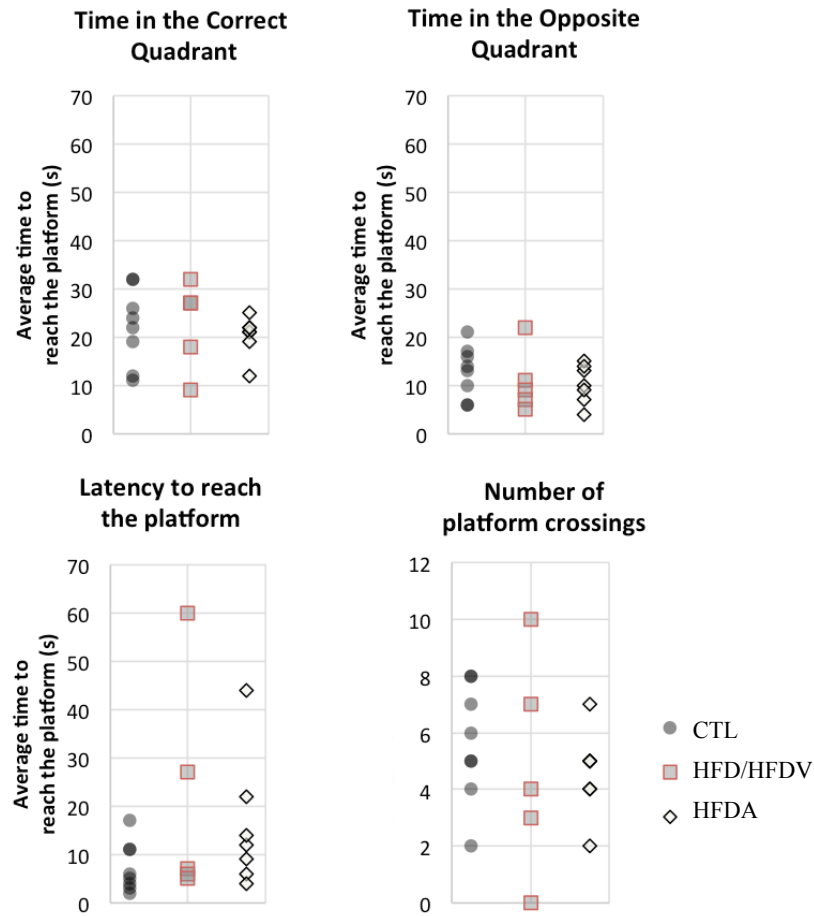 Time in the Correct
Quadrant
Average time to
reach the platform (s)
70
60
50
40
30
20
10
0
Time in the Opposite
Quadrant
Average time to
reach the platform (s)
70
60
50
40
30
20
10
0
Latency to reach
the platform
Average time to
reach the platform (s)
70
60
50
40
30
20
10
0
Number of
platform crossings
12
10
8
6
4
2
0
CTL
HFD/HFDV
HFDA